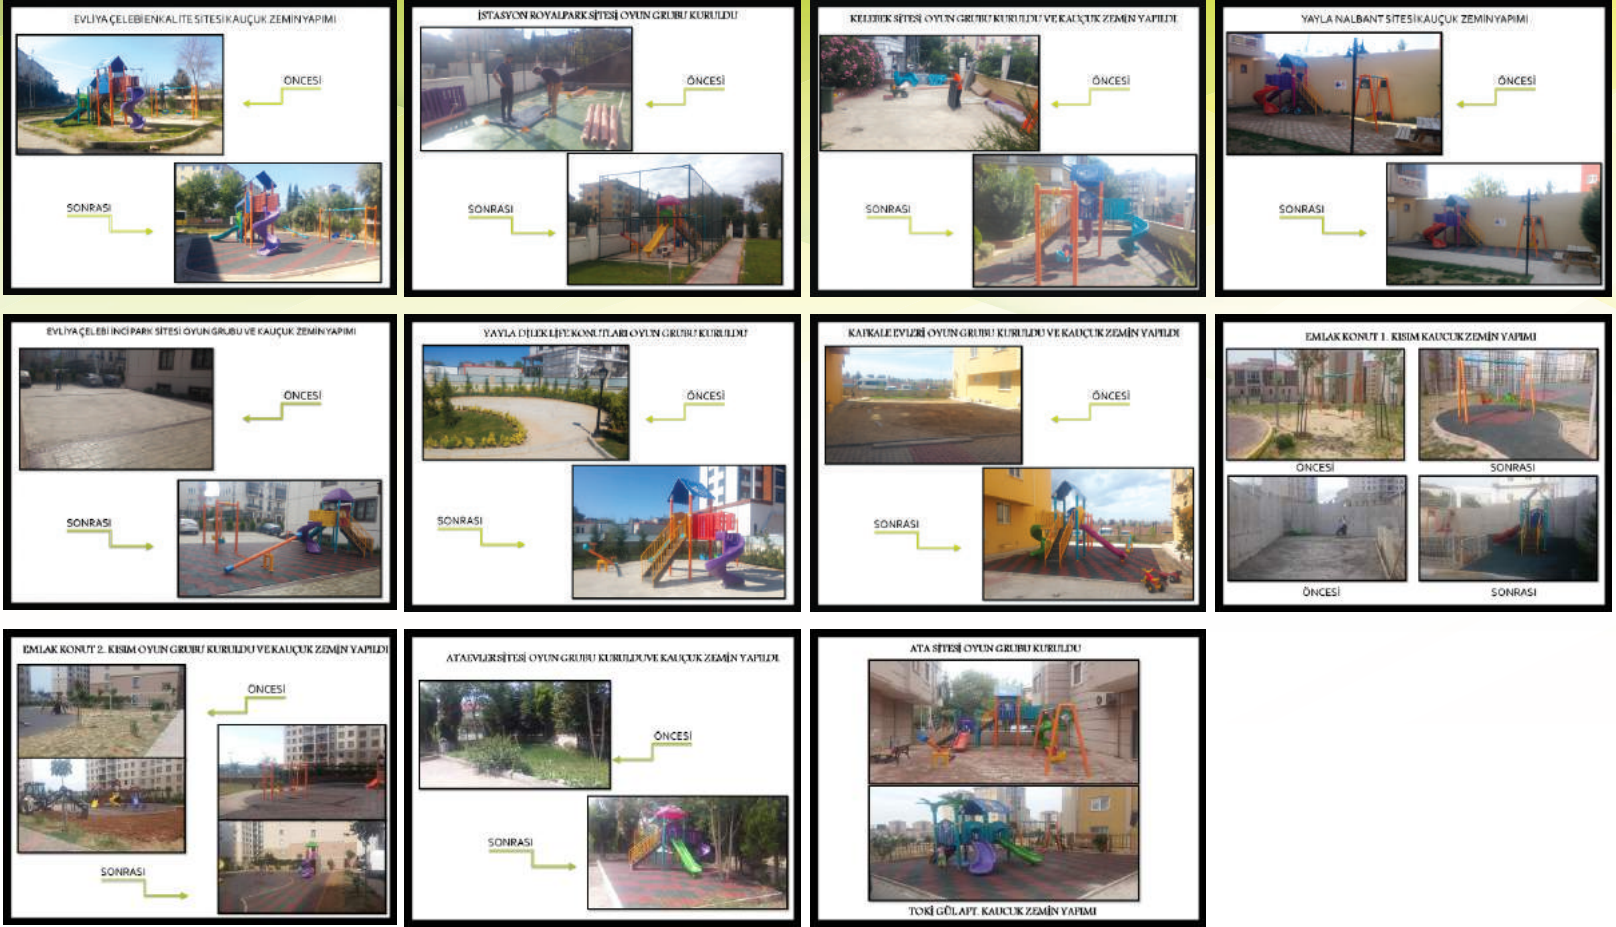 EVLİYA ÇELEBİ ENKALİTE SİTESİ KAUÇUK ZEMİN YAPIMI
ÖNCESİ
SONRASI
İSTASYON ROYALPARK SİTESİ OYUN GRUBU KURULDU
ÖNCESİ
SONRASI
KELEBEK SİTESİ OYUN GRUBU KURULDU VE KAUÇUK ZEMİN YAPILDI
ÖNCESİ
SONRASI
YAYLA NALBANT SİTESİ KAUÇUK ZEMİN YAPIMI
ÖNCESİ
SONRASI
EVLİYA ÇELEBİ İNCİ PARK SİTESİ OYUN GRUBU VE KAUÇUK ZEMİN YAPIMI
ÖNCESİ
SONRASI
YAYLA DİLEK LİFE KONUTLARI OYUN GRUBU KURULDU
ÖNCESİ
SONRASI
KAFKALE EVLERİ OYUN GRUBU KURULDU VE KAUÇUK ZEMİN YAPILDI
ÖNCESİ
SONRASI
EMLAK KONUT 1. KISIM KAUCUK ZEMİN YAPIMI
ÖNCESİ SONRASI
ÖNCESİ SONRASI
EMLAK KONUT 2. KISIM OYUN GRUBU KURULDU VE KAUÇUK ZEMİN YAPILDI
ÖNCESİ
SONRASI
ATAEVLER SİTESİ OYUN GRUBU KURULDU VE KAUÇUK ZEMİN YAPILDI
ÖNCESİ
SONRASI
ATA SİTESİ OYUN GRUBU KURULDU
TOKİ GÜL APT. KAUCUK ZEMİN YAPIMI